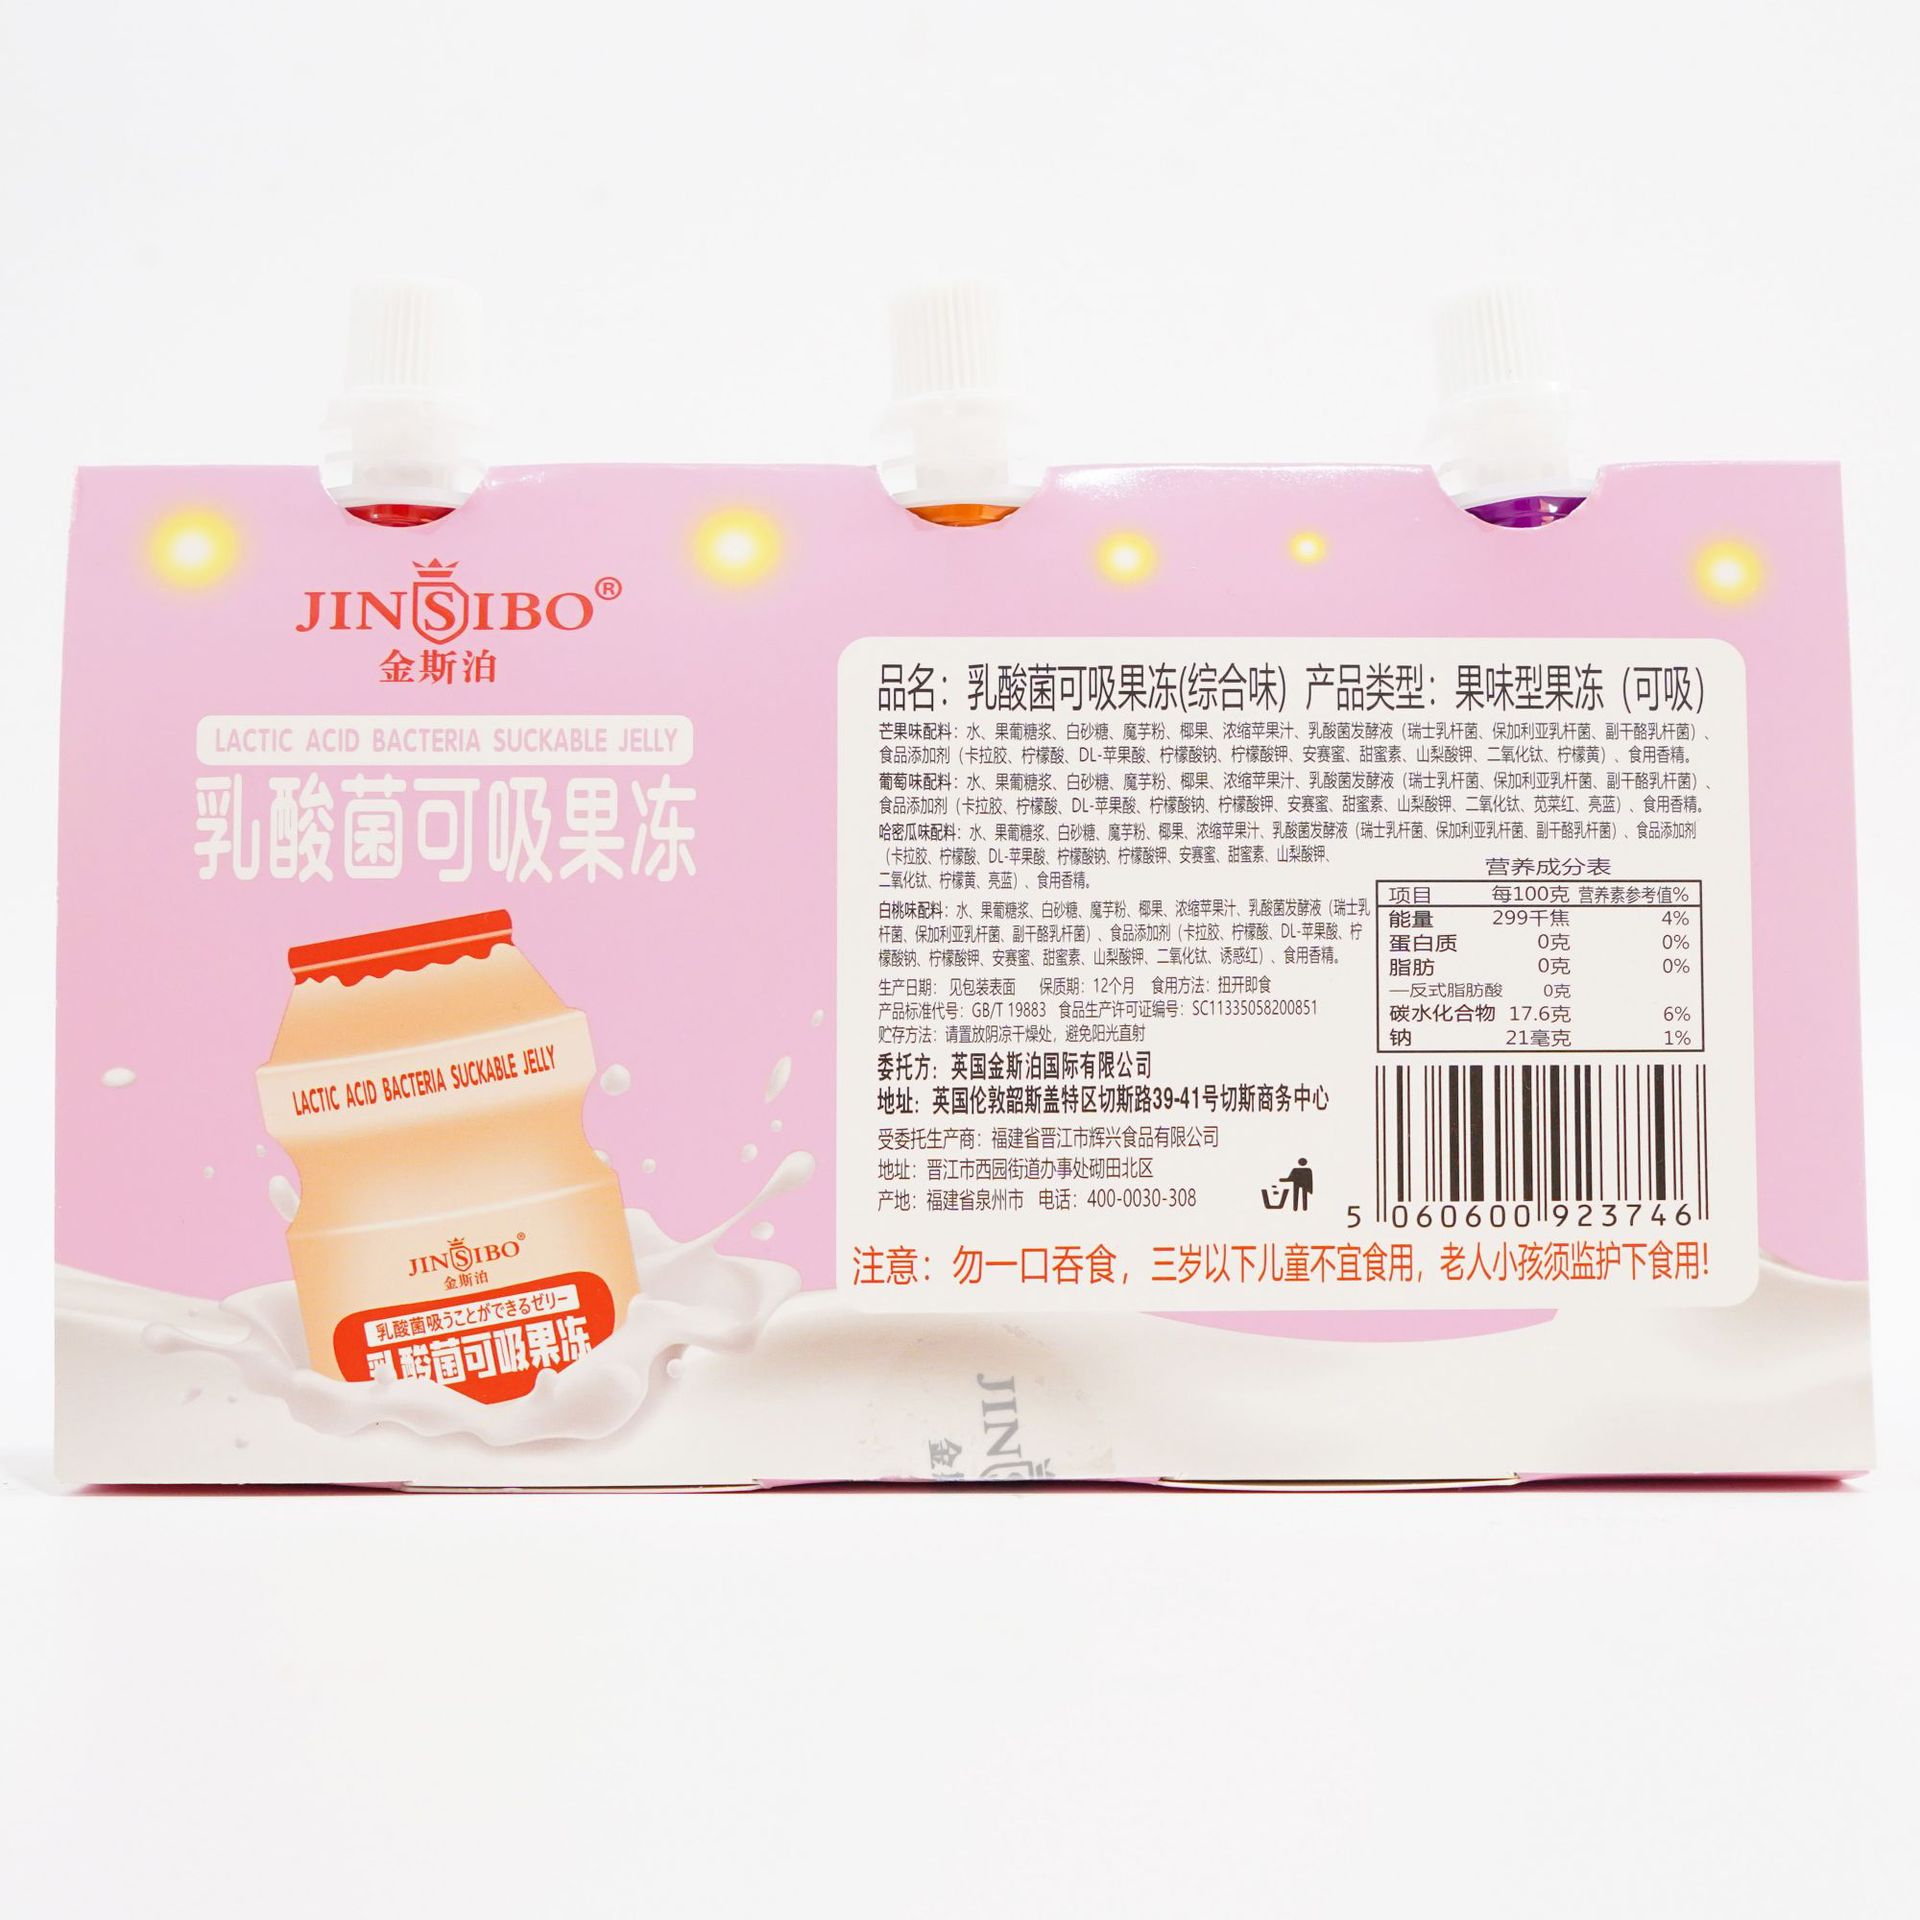 JINSIBO®
金斯泊
LACTIC ACID BACTERIA SUCKABLE JELLY
乳酸菌可吸果冻
LACTIC ACID BACTERIA SUCKABLE JELLY
JINSIBO®
金斯泊
乳酸菌吸うことができるゼリー
乳酸菌可吸果冻
品名：乳酸菌可吸果冻(综合味) 产品类型：果味型果冻（可吸）
芒果味配料：水、果葡糖浆、白砂糖、魔芋粉、椰果、浓缩苹果汁、乳酸菌发酵液（瑞士乳杆菌、保加利亚乳杆菌、副干酪乳杆菌）、
食品添加剂（卡拉胶、柠檬酸、DL-苹果酸、柠檬酸钠、柠檬酸钾、安赛蜜、甜蜜素、山梨酸钾、二氧化钛、柠檬黄）、食用香精。
葡萄味配料：水、果葡糖浆、白砂糖、魔芋粉、椰果、浓缩苹果汁、乳酸菌发酵液（瑞士乳杆菌、保加利亚乳杆菌、副干酪乳杆菌）、
食品添加剂（卡拉胶、柠檬酸、DL-苹果酸、柠檬酸钠、柠檬酸钾、安赛蜜、甜蜜素、山梨酸钾、二氧化钛、苋菜红、亮蓝）、食用香精。
哈密瓜味配料：水、果葡糖浆、白砂糖、魔芋粉、椰果、浓缩苹果汁、乳酸菌发酵液（瑞士乳杆菌、保加利亚乳杆菌、副干酪乳杆菌）、食品添加剂
（卡拉胶、柠檬酸、DL-苹果酸、柠檬酸钠、柠檬酸钾、安赛蜜、甜蜜素、山梨酸钾、
二氧化钛、柠檬黄、亮蓝）、食用香精。
白桃味配料：水、果葡糖浆、白砂糖、魔芋粉、椰果、浓缩苹果汁、乳酸菌发酵液（瑞士乳
杆菌、保加利亚乳杆菌、副干酪乳杆菌）、食品添加剂（卡拉胶、柠檬酸、DL-苹果酸、柠
檬酸钠、柠檬酸钾、安赛蜜、甜蜜素、山梨酸钾、二氧化钛、诱惑红）、食用香精。
生产日期：见包装表面 保质期：12个月 食用方法：扭开即食
产品标准代号：GB/T 19883 食品生产许可证编号：SC11335058200851
贮存方法：请置放阴凉干燥处，避免阳光直射
委托方：英国金斯泊国际有限公司
地址：英国伦敦韶斯盖特区切斯路39-41号切斯商务中心
受委托生产商：福建省晋江市辉兴食品有限公司
地址：晋江市西园街道办事处砌田北区
产地：福建省泉州市 电话：400-0030-308
营养成分表
项目 每100克 营养素参考值%
能量 299千焦 4%
蛋白质 0克 0%
脂肪 0克 0%
—反式脂肪酸 0克
碳水化合物 17.6克 6%
钠 21毫克 1%
5 060600 923746
注意：勿一口吞食，三岁以下儿童不宜食用，老人小孩须监护下食用！
JINS
金